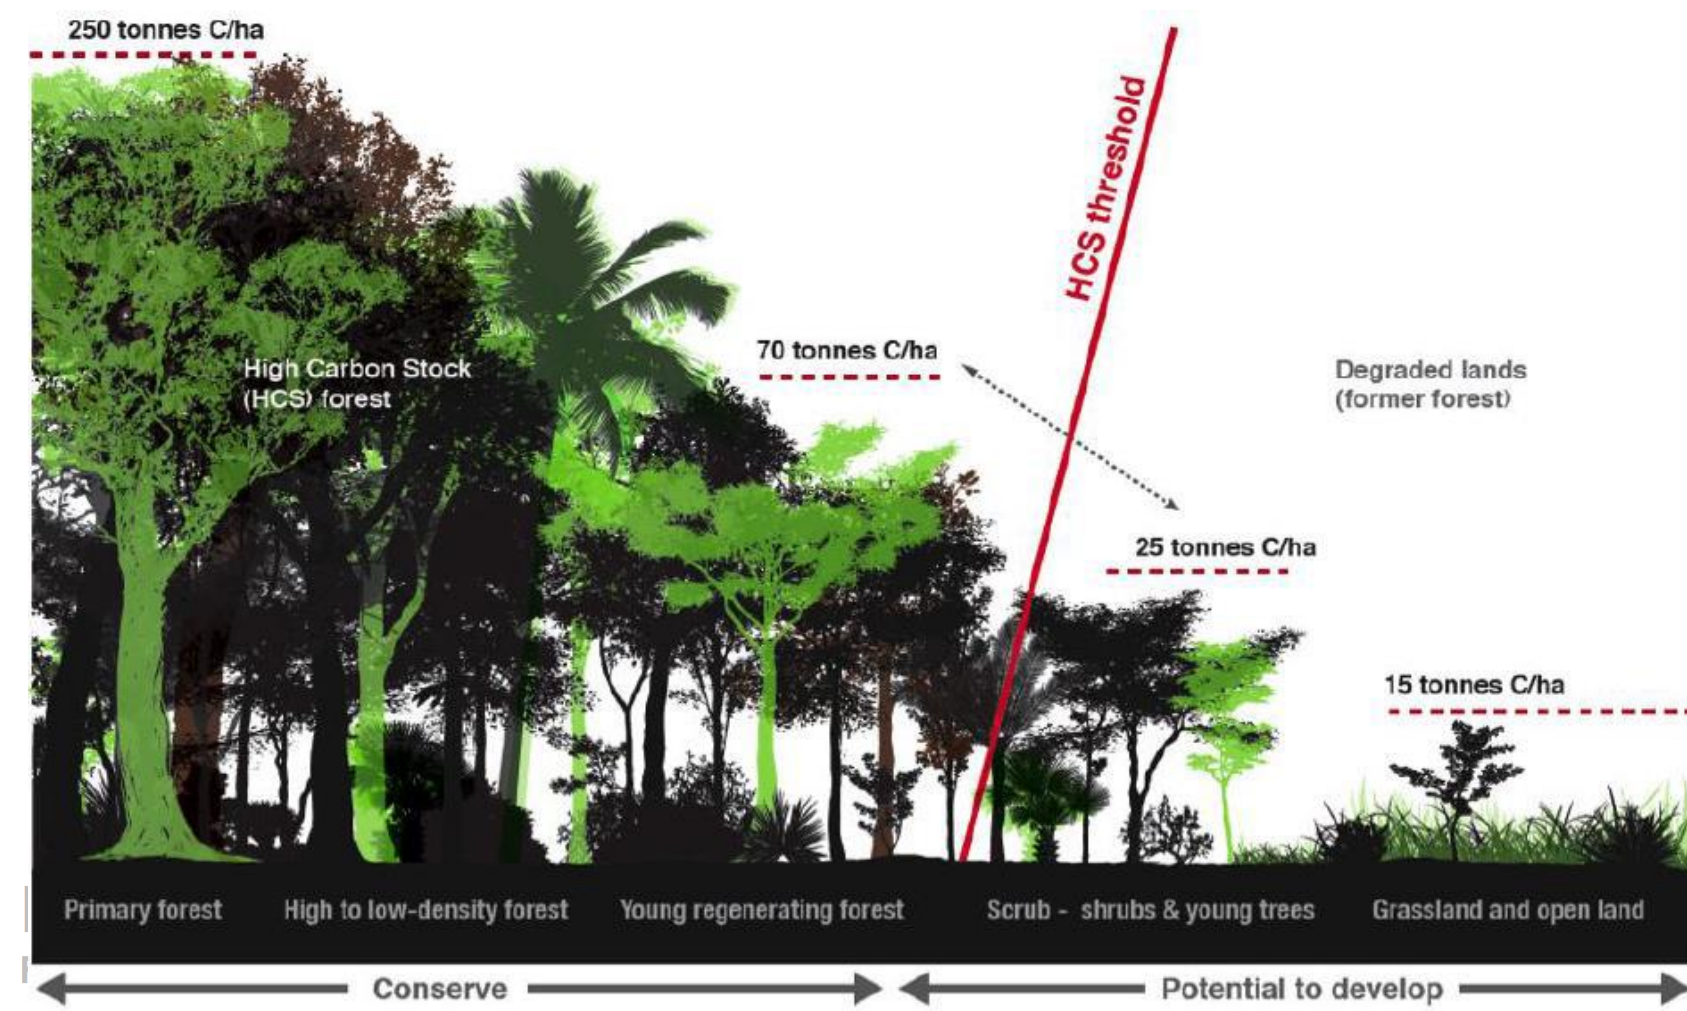 250 tonnes C/ha
HCS threshold
High Carbon Stock
(HCS) forest
70 tonnes C/ha
Degraded lands
(former forest)
25 tonnes C/ha
15 tonnes C/ha
Primary forest
High to low-density forest
Young regenerating forest
Scrub - shrubs & young trees
Grassland and open land
Conserve
Potential to develop